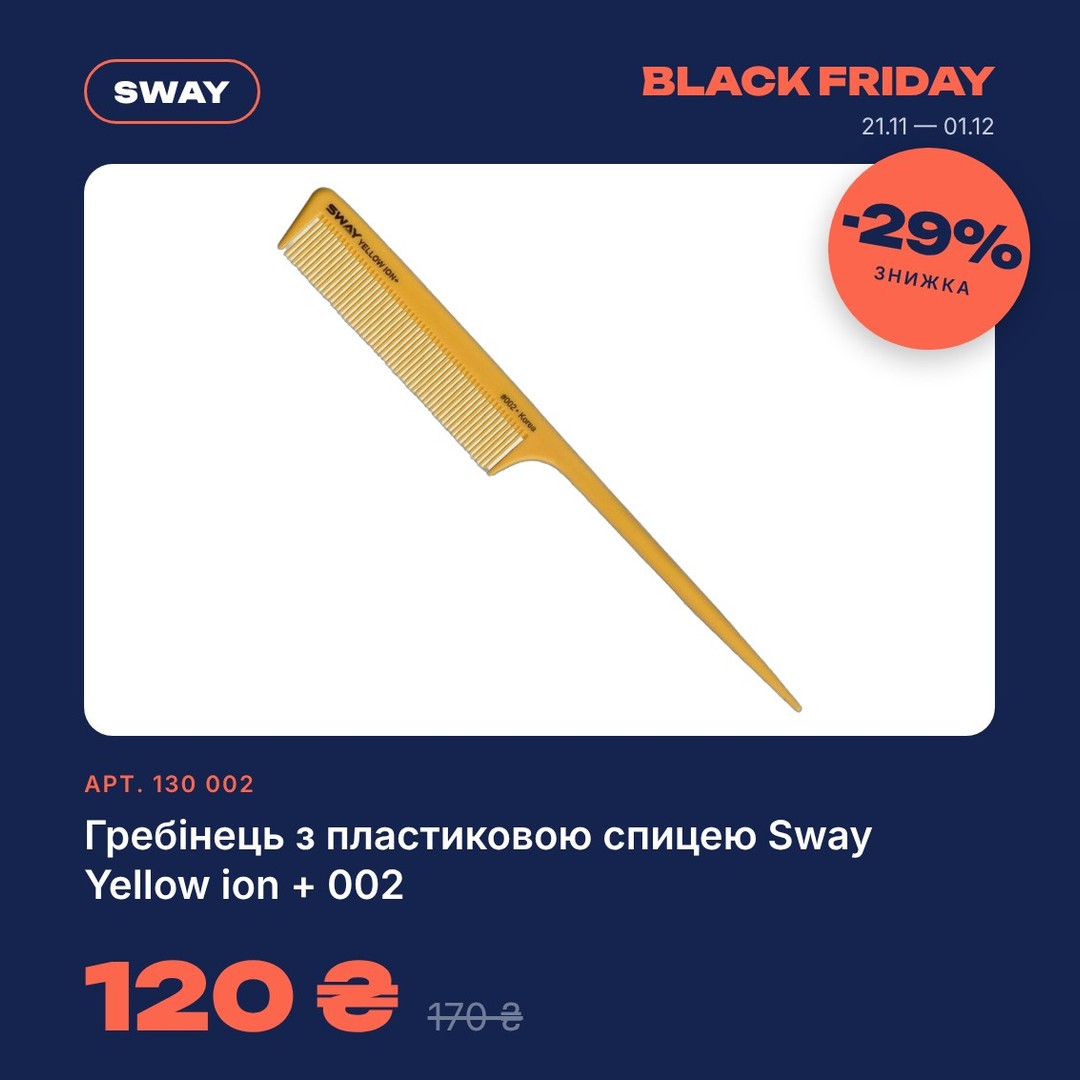 SWAY
BLACK FRIDAY
21.11 — 01.12
-29%
ЗНИЖКА
SWAY YELLOW ION+
#002 • Korea
АРТ. 130 002
Гребінець з пластиковою спицею Sway
Yellow ion + 002
120 ₴ 170 ₴